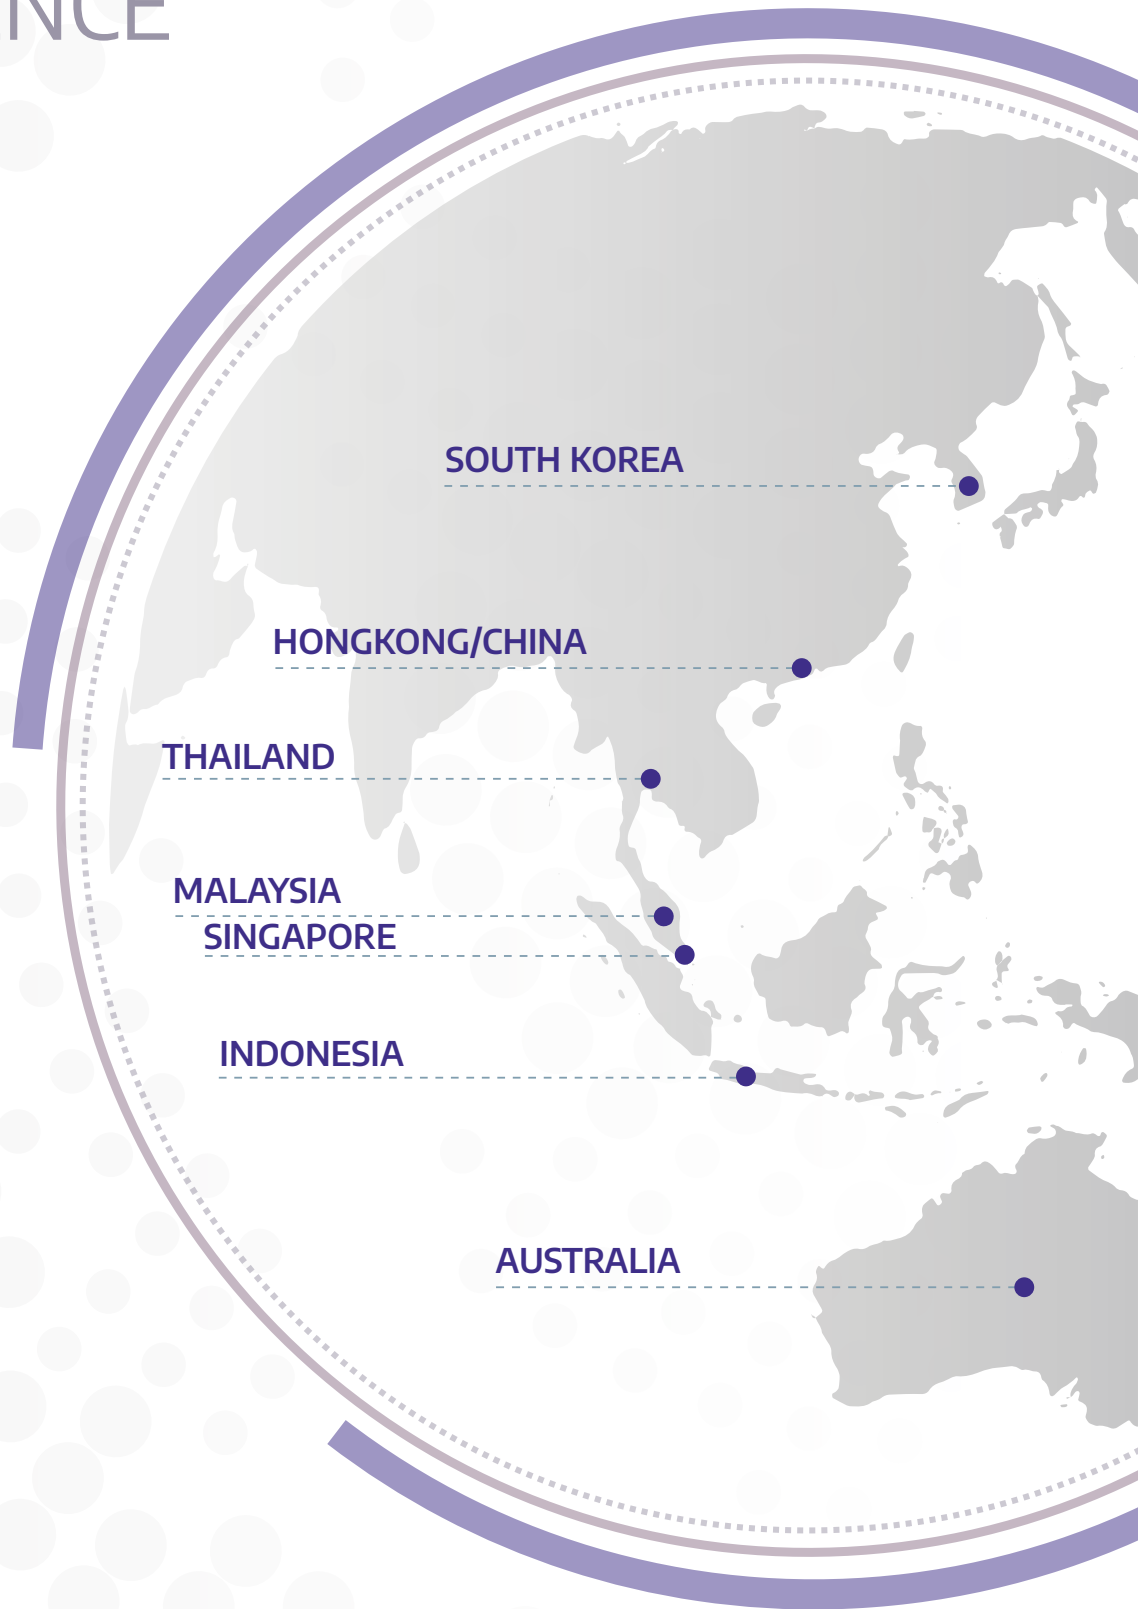 NCE
SOUTH KOREA
HONGKONG/CHINA
THAILAND
MALAYSIA
SINGAPORE
INDONESIA
AUSTRALIA